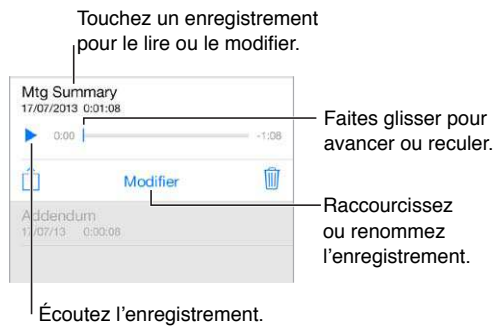 Touchez un enregistrement
pour le lire ou le modifier.
Mtg Summary
17/07/2013 0:01:08
0:00 -1:08
Faites glisser pour
avancer ou reculer.
Modifier
Addendum
17/07/13 0:00:08
Raccourcissez
ou renommez
l'enregistrement.
Écoutez l'enregistrement.